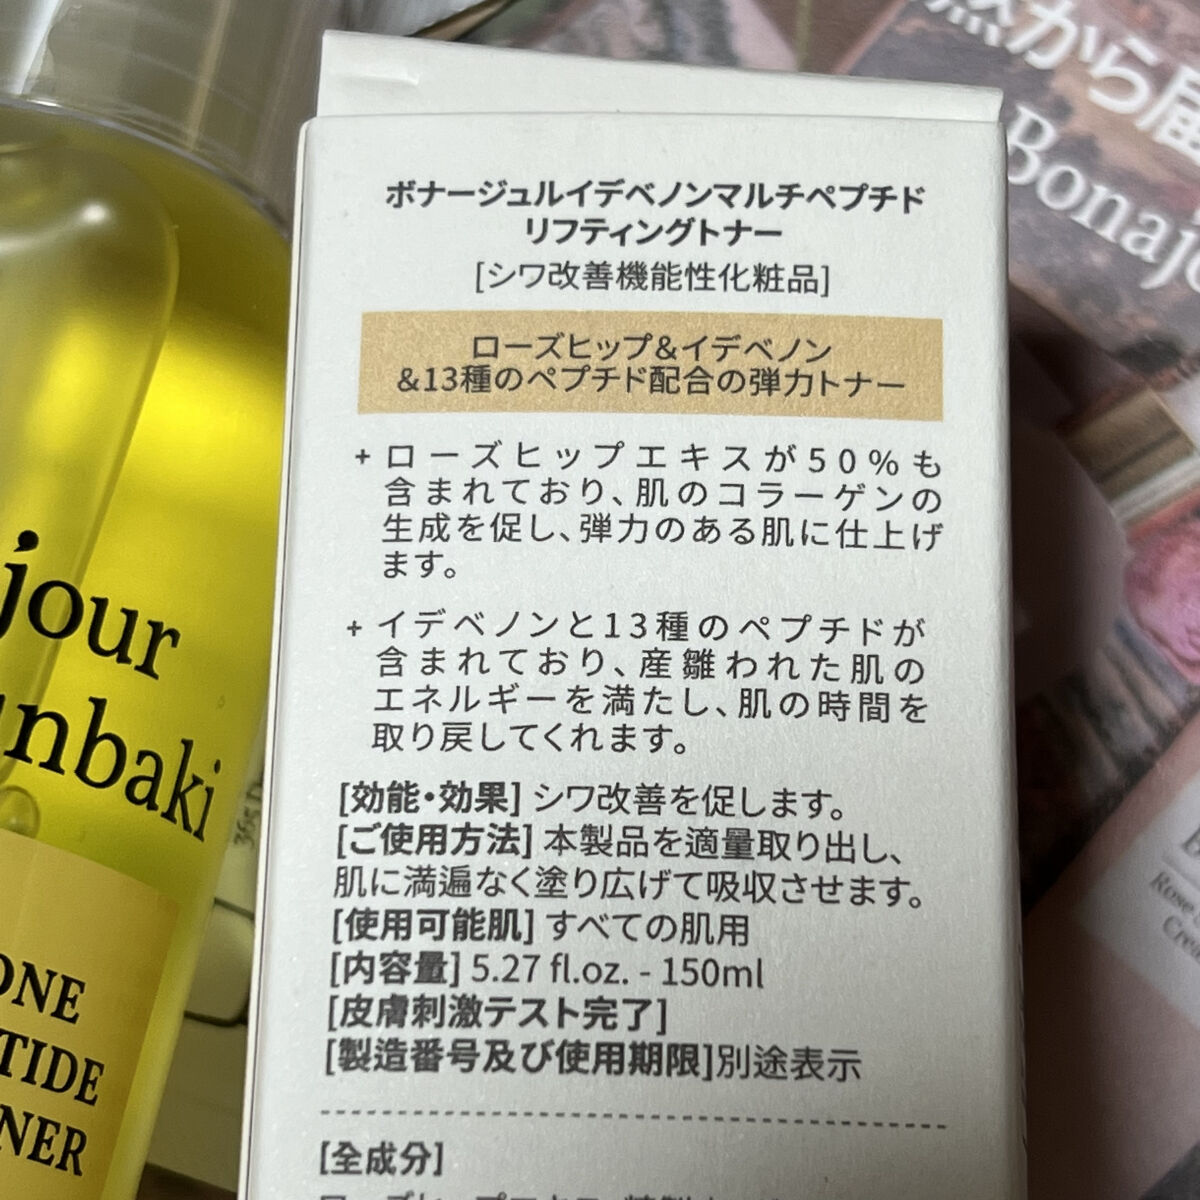 ボナージュルイデベノンマルチペプチド
リフティングトナー
[シワ改善機能性化粧品]
ローズヒップ&イデベノン
&13種のペプチド配合の弾力トナー
+ ローズヒップエキスが50%も
含まれており、肌のコラーゲンの
生成を促し、弾力のある肌に仕上げ
ます。
+ イデベノンと13種のペプチドが
含まれており、産雛われた肌の
エネルギーを満たし、肌の時間を
取り戻してくれます。
[効能・効果] シワ改善を促します。
[ご使用方法] 本製品を適量取り出し、
肌に満遍なく塗り広げて吸収させます。
[使用可能肌] すべての肌用
[内容量] 5.27 fl.oz. - 150ml
[皮膚刺激テスト完了]
[製造番号及び使用期限]別途表示
[全成分]
jour
nbaki
ONE
TIDE
NER
から届
Bonajo
Rose